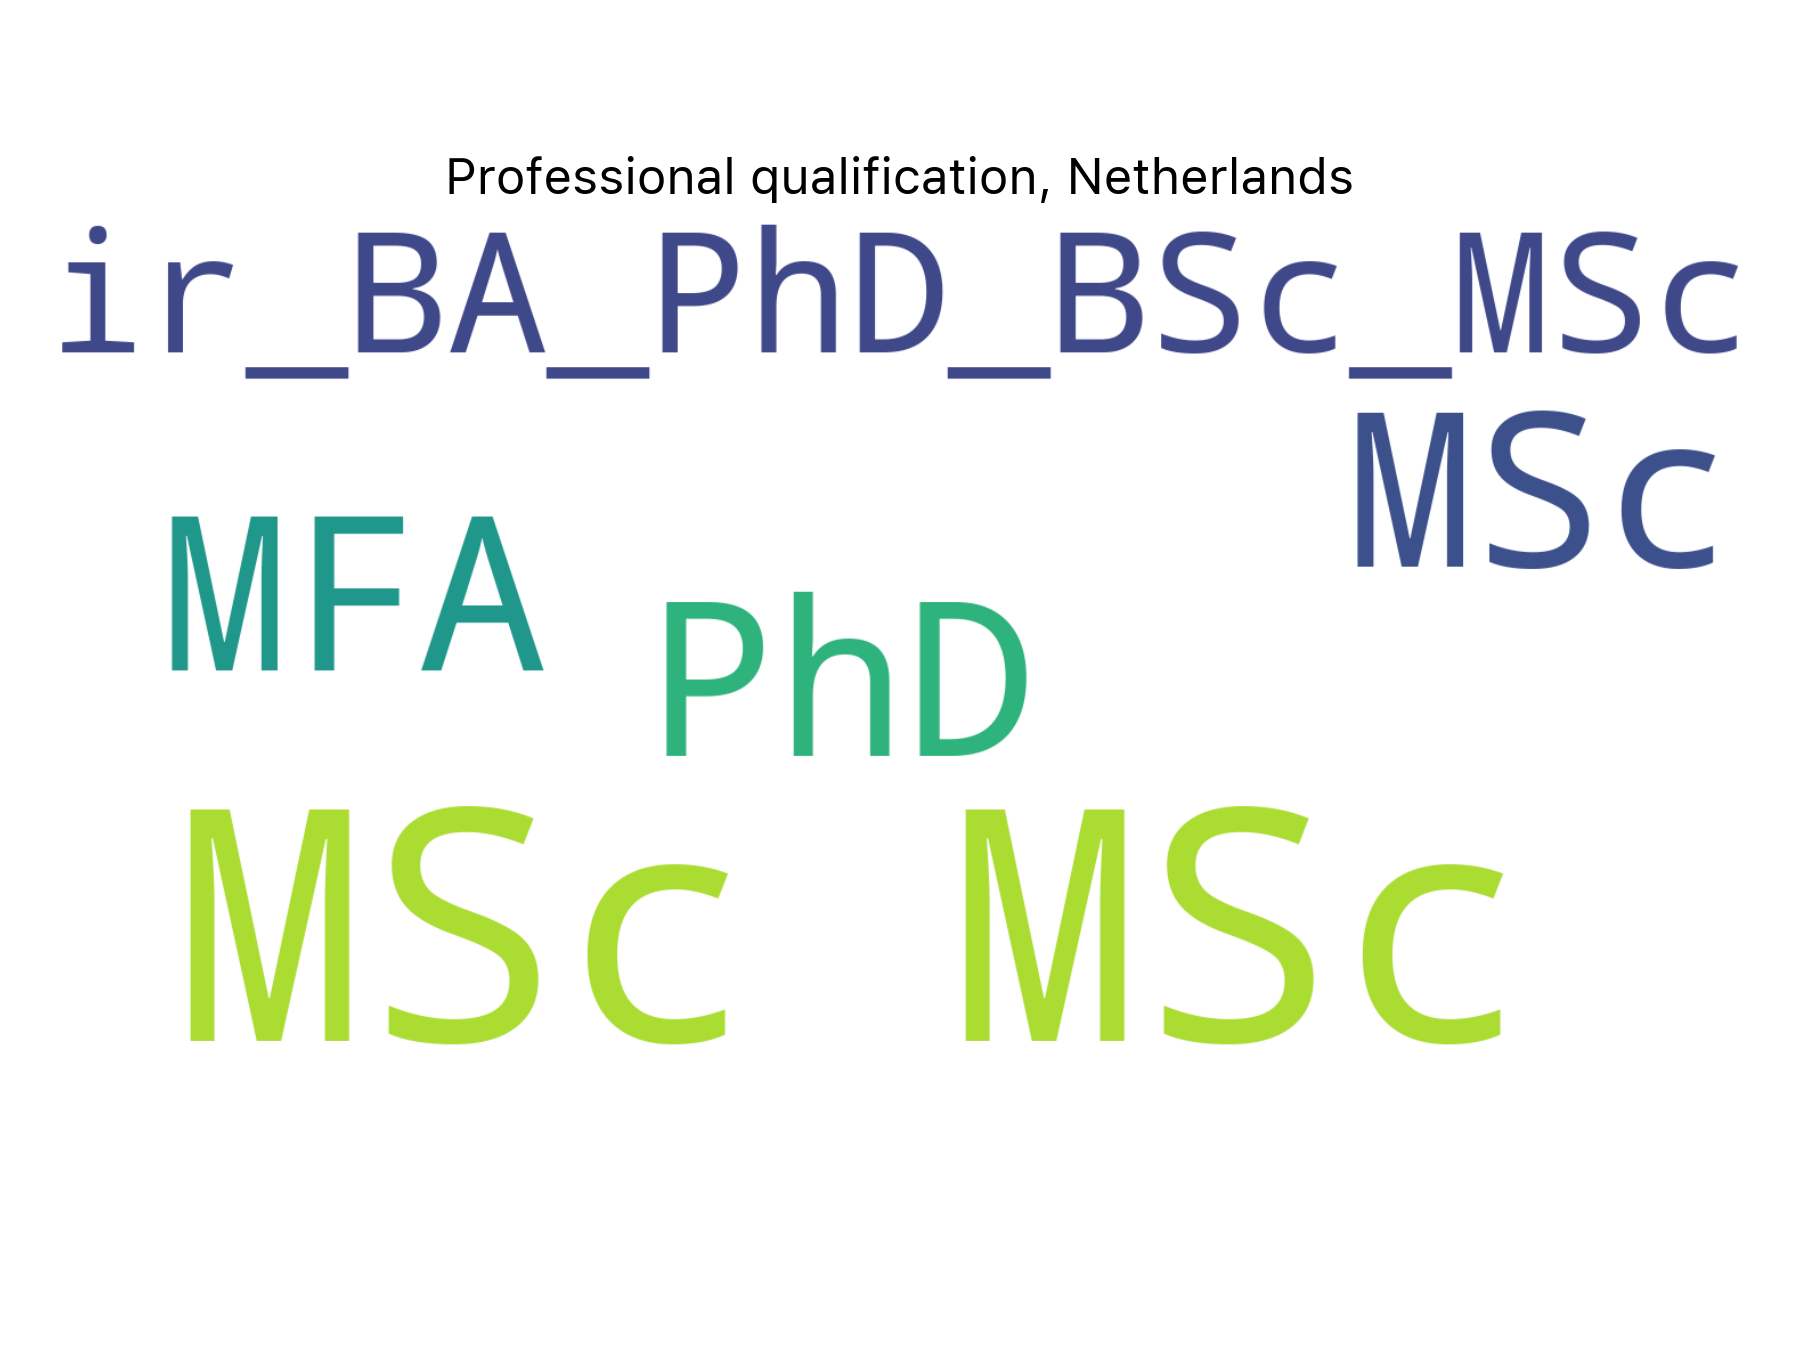 Professional qualification, Netherlands
ir_BA_PhD_BSc_MSc
MSc
MFA
PhD
MSc MSc